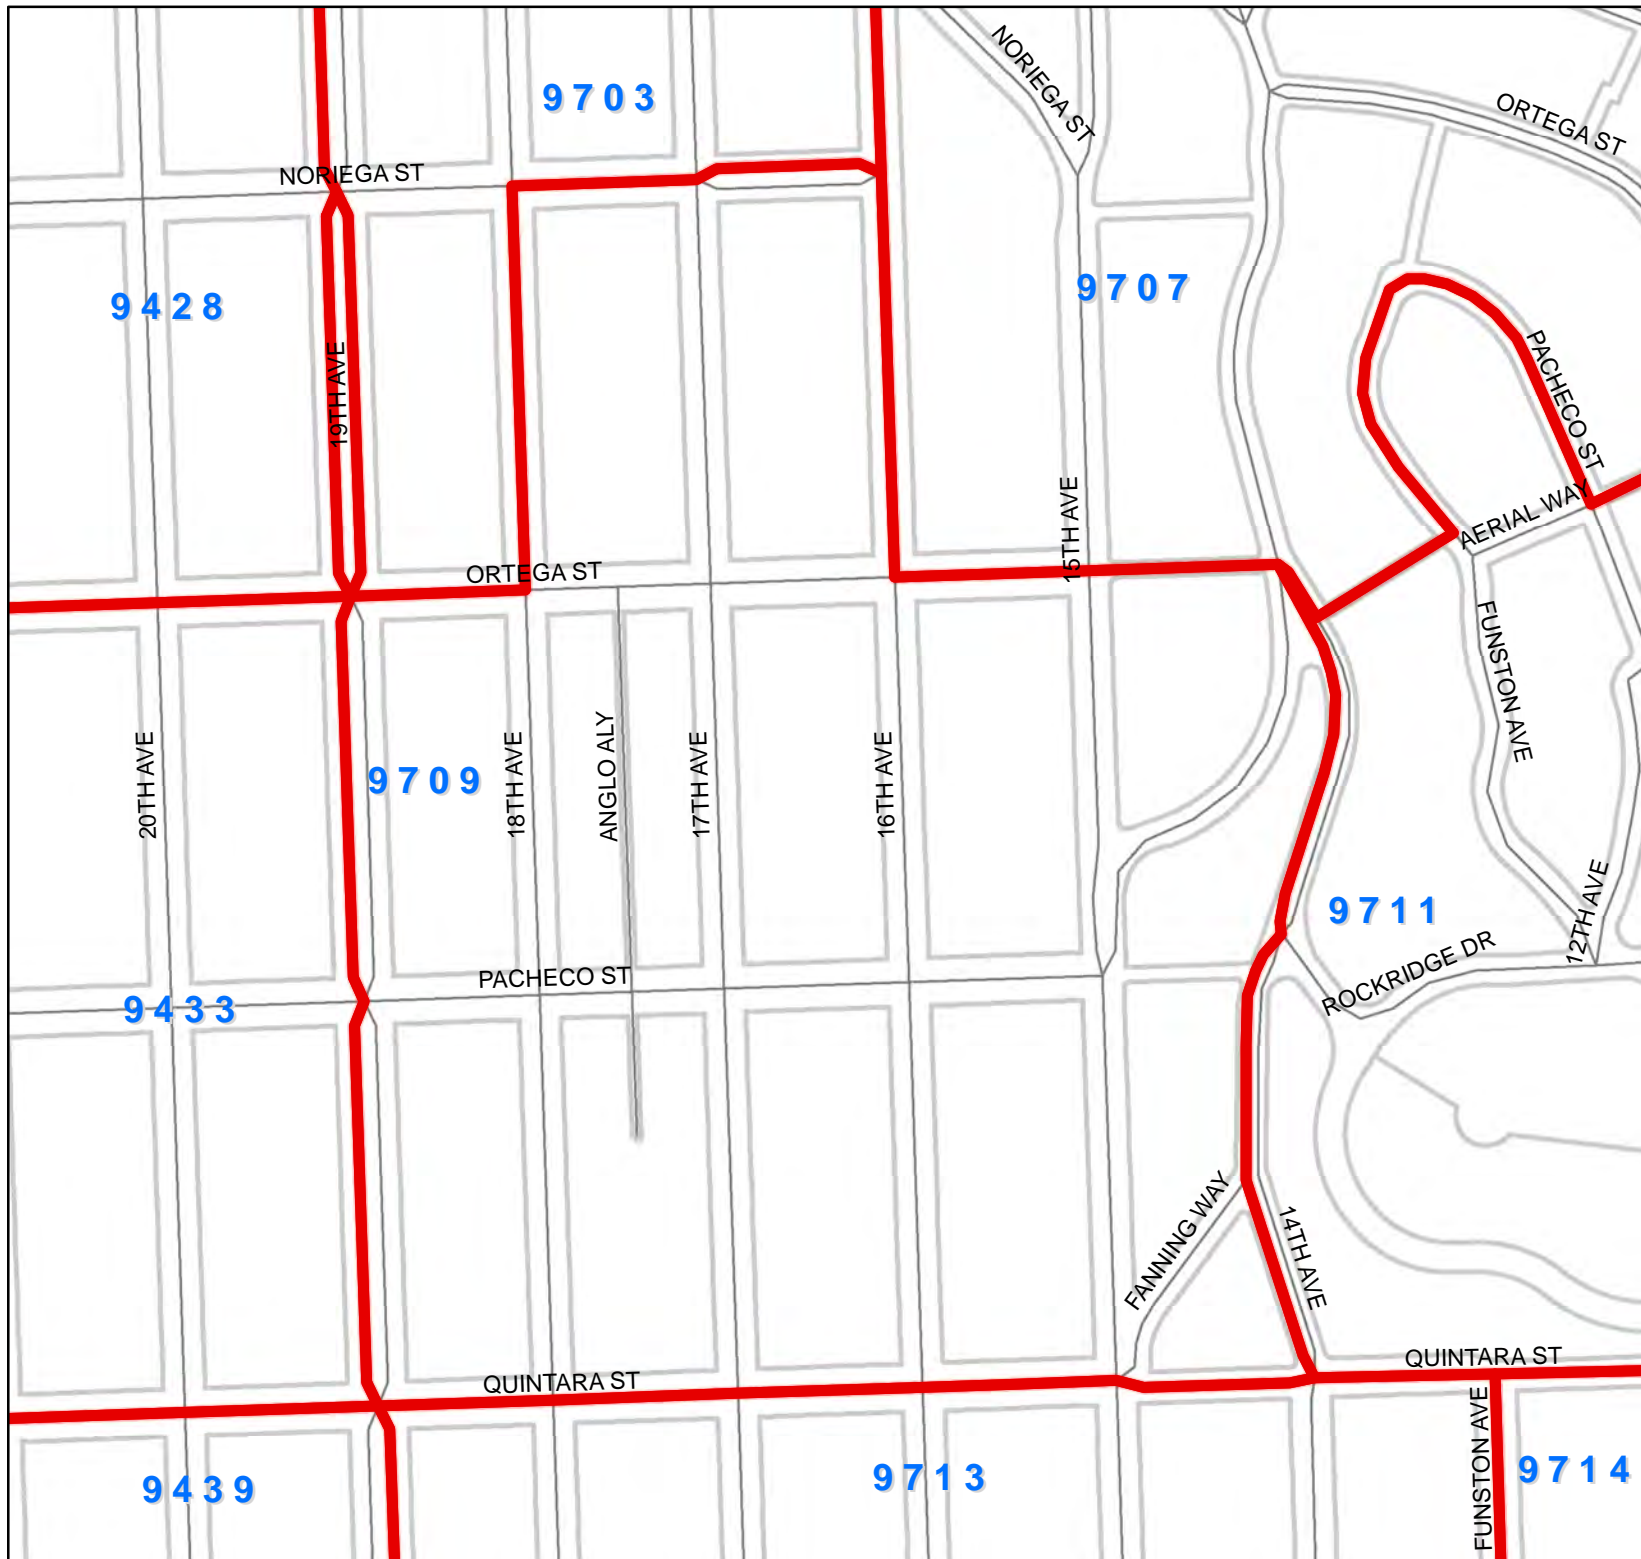 NORIEGA ST
9703
ORTEGA ST
NORIEGA ST
9707
9428
19TH AVE
PACHECO ST
15TH AVE
AERIAL WAY
ORTEGA ST
FUNSTON AVE
20TH AVE
9709
18TH AVE
ANGLO ALY
17TH AVE
16TH AVE
9711
12TH AVE
PACHECO ST
ROCKRIDGE DR
9433
FANNING WAY
14TH AVE
QUINTARA ST
QUINTARA ST
9439
9713
FUNSTON AVE
9714